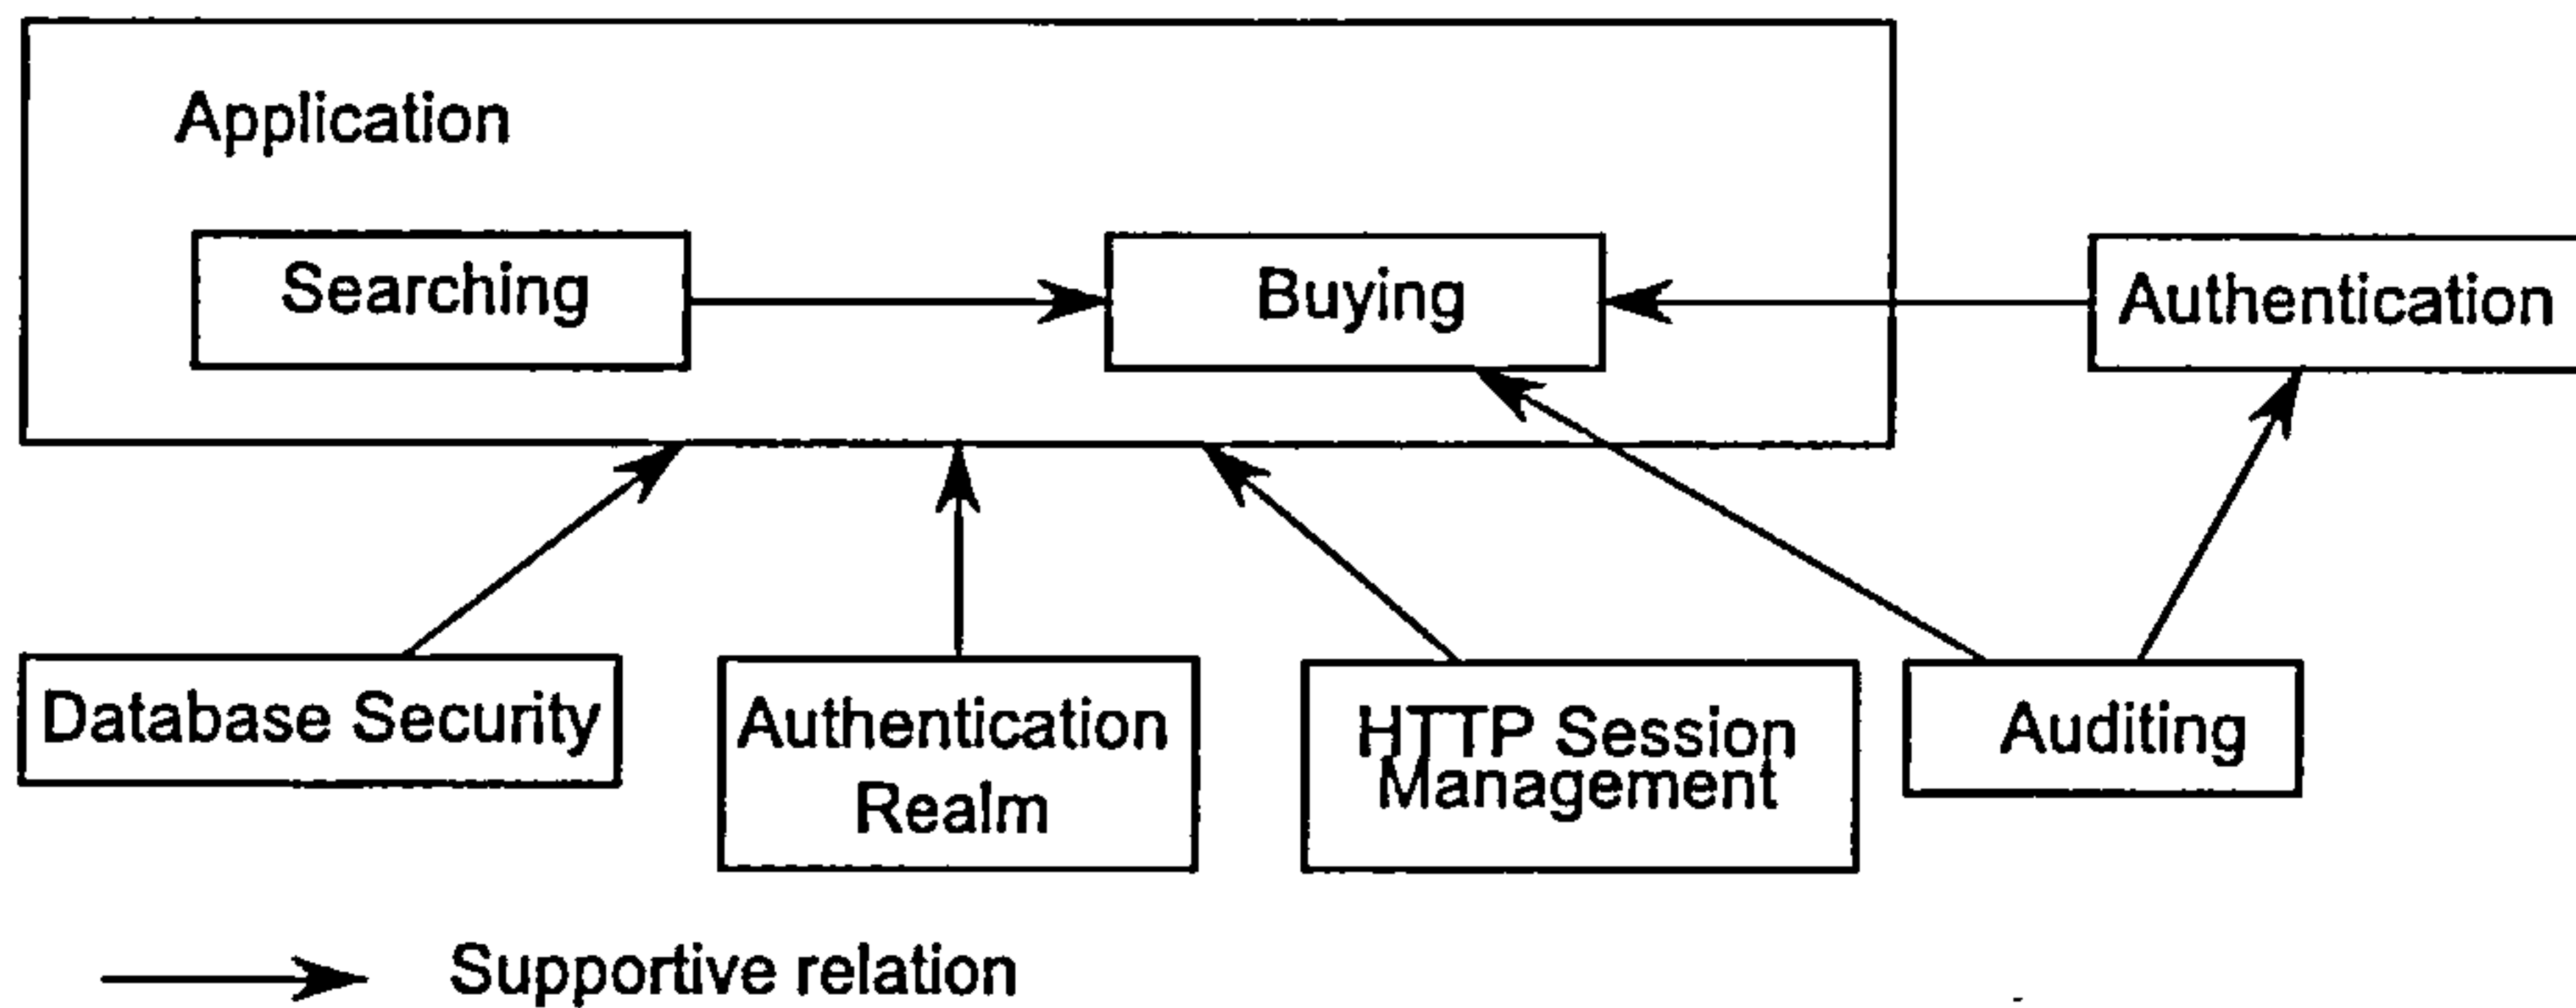 Application
Searching
Buying
Authentication
Database Security
Authentication
Realm
HTTP Session
Management
Auditing
Supportive relation